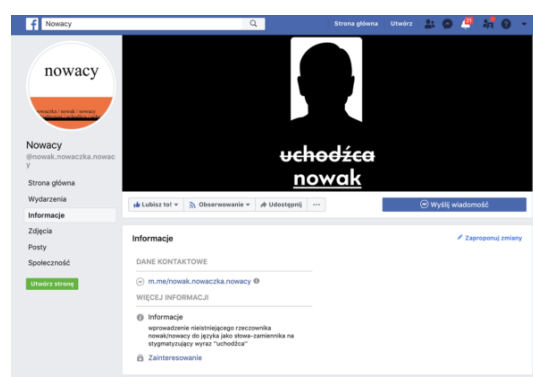 Nowacy
Strona główna
Utwórz
nowacy
nowaczka / nowak / nowacy
uchodźca
nowak
Nowacy
@nowak.nowaczka.nowac
y
Strona główna
Wydarzenia
Informacje
Zdjęcia
Posty
Społeczność
Utwórz stronę
Lubisz to!
Obserwowanie
Udostępnij
Wyślij wiadomość
Informacje
Zaproponuj zmiany
DANE KONTAKTOWE
m.me/nowak.nowaczka.nowacy
WIĘCEJ INFORMACJI
Informacje
wprowadzenie nieistniejącego rzeczownika
nowak/nowacy do języka jako słowa-zamiennika na
stygmatyzujący wyraz "uchodźca"
Zainteresowanie